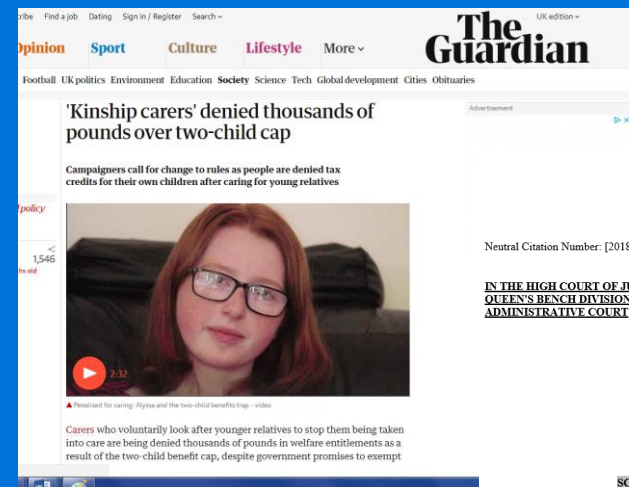 Find a job Dating Sign in / Register Search
UK edition
The Guardian
Opinion Sport Culture Lifestyle More
Football UK politics Environment Education Society Science Tech Global development Cities Obituaries
'Kinship carers' denied thousands of
pounds over two-child cap
Advertisement
Campaigners call for change to rules as people are denied tax
credits for their own children after caring for young relatives
policy
1,546
hs old
2:32
Penalised for caring: Alyssa and the two-child benefits trap - video
Carers who voluntarily look after younger relatives to stop them being taken
into care are being denied thousands of pounds in welfare entitlements as a
result of the two-child benefit cap, despite government promises to exempt
Neutral Citation Number: [2018
IN THE HIGH COURT OF JU
QUEEN'S BENCH DIVISION
ADMINISTRATIVE COURT